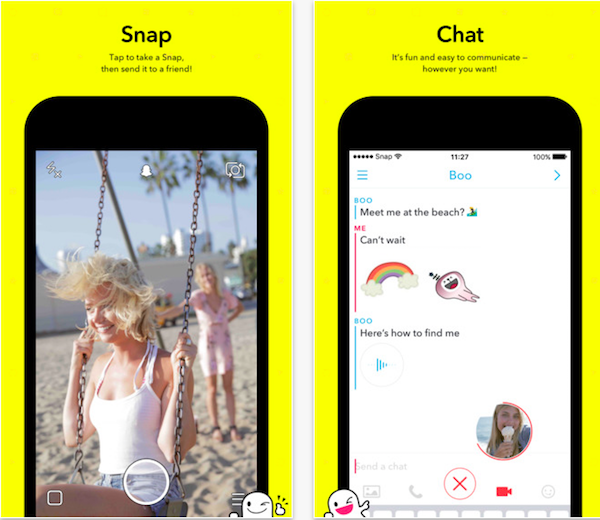 Snap
Tap to take a Snap,
then send it to a friend!
Chat
It's fun and easy to communicate –
however you want!
Snap 11:27 100%
Boo
BOO
Meet me at the beach?
ME
Can't wait
BOO
Here's how to find me
Send a chat